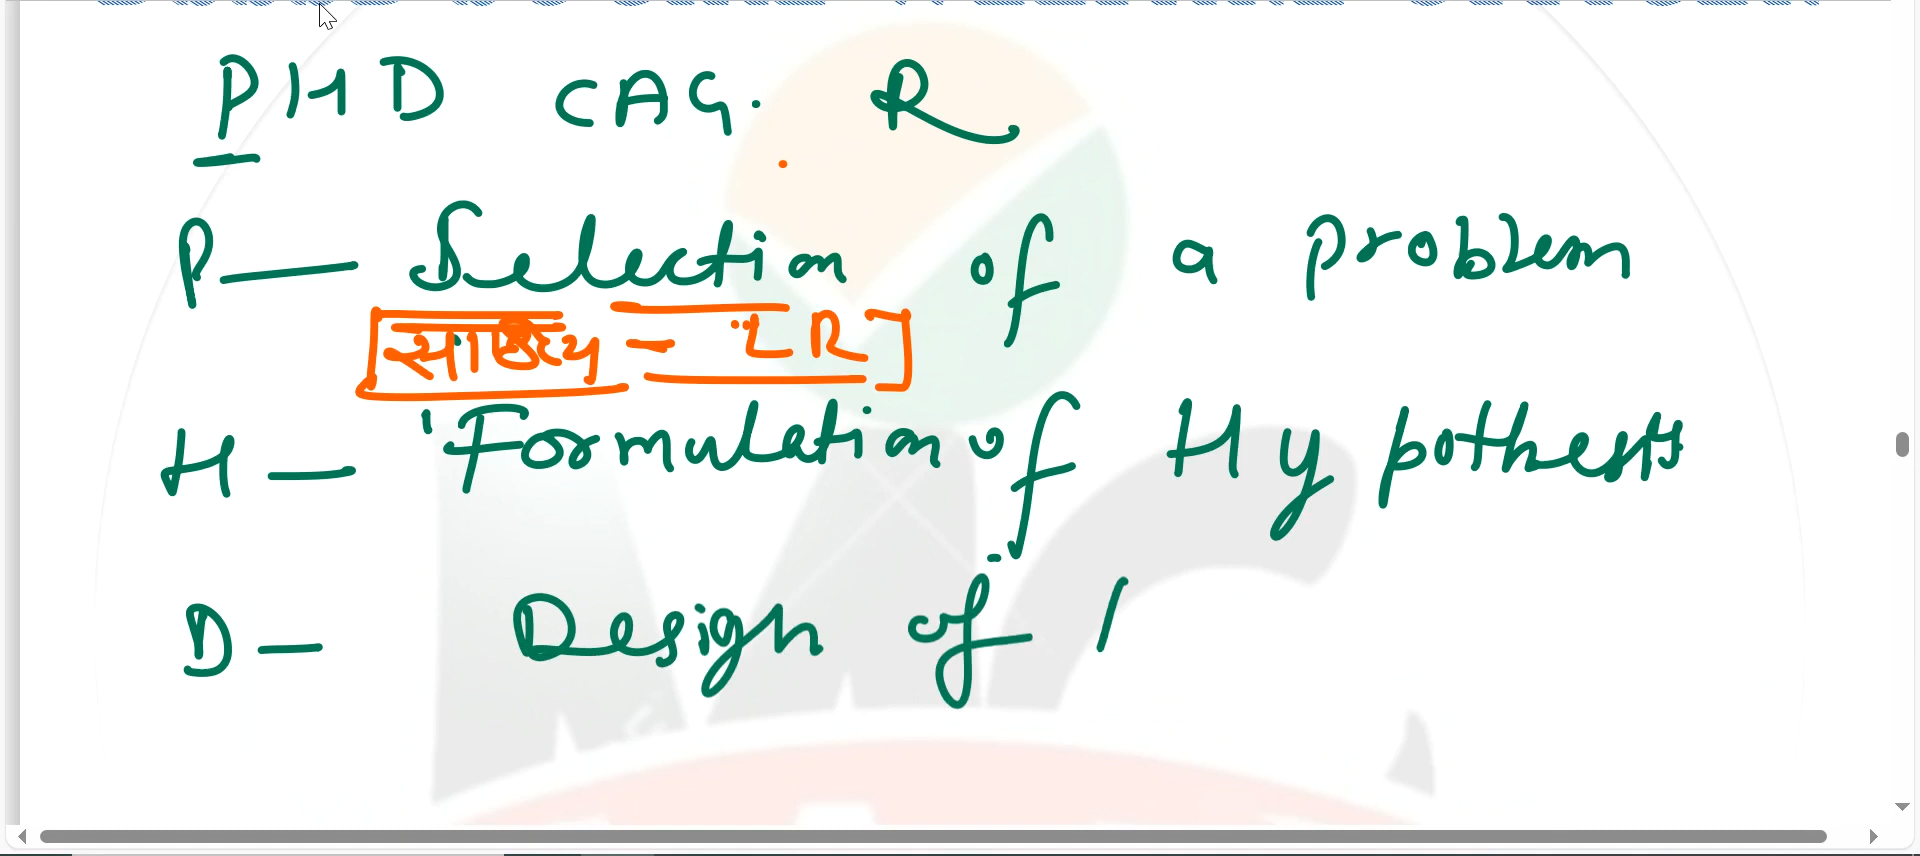 PHD CAG. R
P— Selection of a problem
[साहित्य - LR]
H— Formulation of Hypothesis
D— Design of